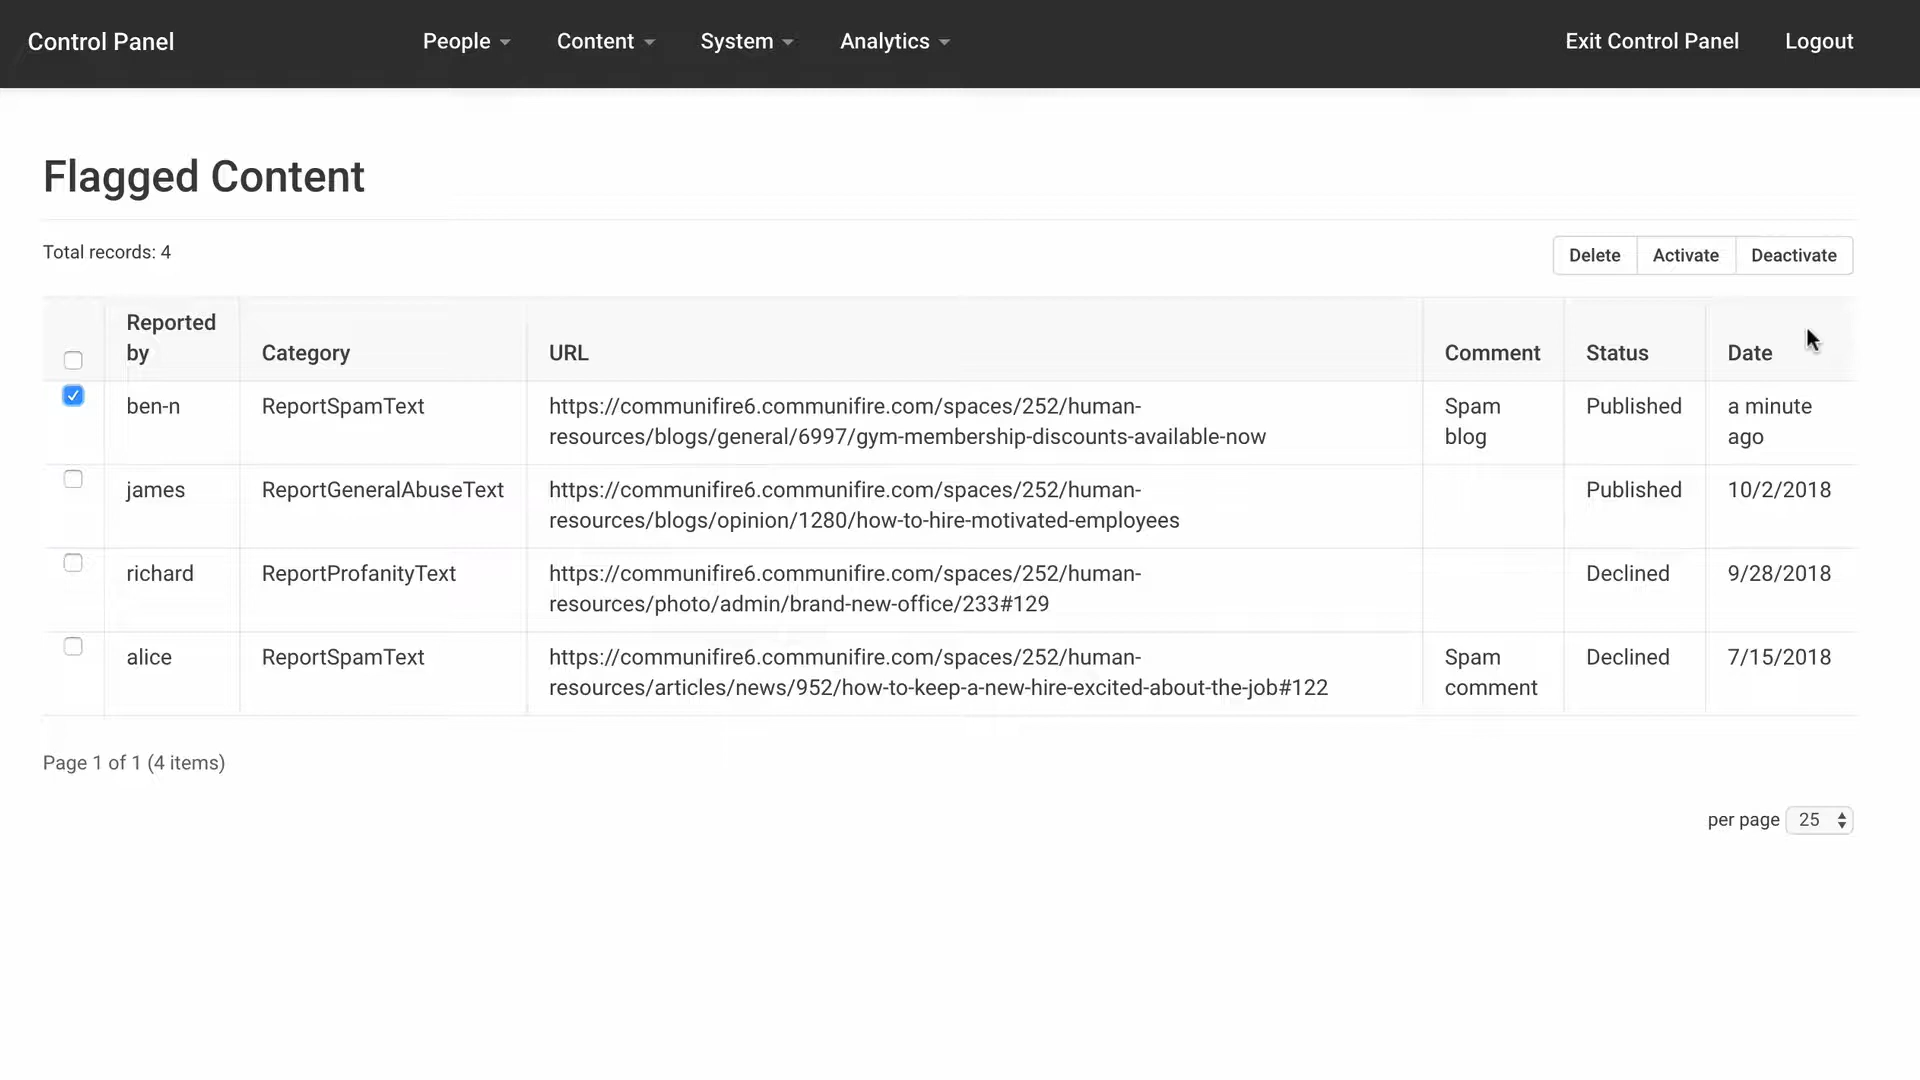 Control Panel
People
Content
System
Analytics
Exit Control Panel
Logout
Flagged Content
Total records: 4
Delete
Activate
Deactivate
Reported
by
Category
URL
Comment
Status
Date
ben-n
ReportSpamText
https://communifire6.communifire.com/spaces/252/human-
resources/blogs/general/6997/gym-membership-discounts-available-now
Spam
blog
Published
a minute
ago
james
ReportGeneralAbuseText
https://communifire6.communifire.com/spaces/252/human-
resources/blogs/opinion/1280/how-to-hire-motivated-employees
Published
10/2/2018
richard
ReportProfanityText
https://communifire6.communifire.com/spaces/252/human-
resources/photo/admin/brand-new-office/233#129
Declined
9/28/2018
alice
ReportSpamText
https://communifire6.communifire.com/spaces/252/human-
resources/articles/news/952/how-to-keep-a-new-hire-excited-about-the-job#122
Spam
comment
Declined
7/15/2018
Page 1 of 1 (4 items)
per page 25